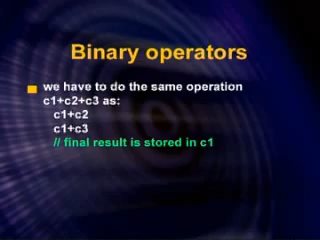 Binary operators
we have to do the same operation
c1+c2+c3 as:
c1+c2
c1+c3
// final result is stored in c1